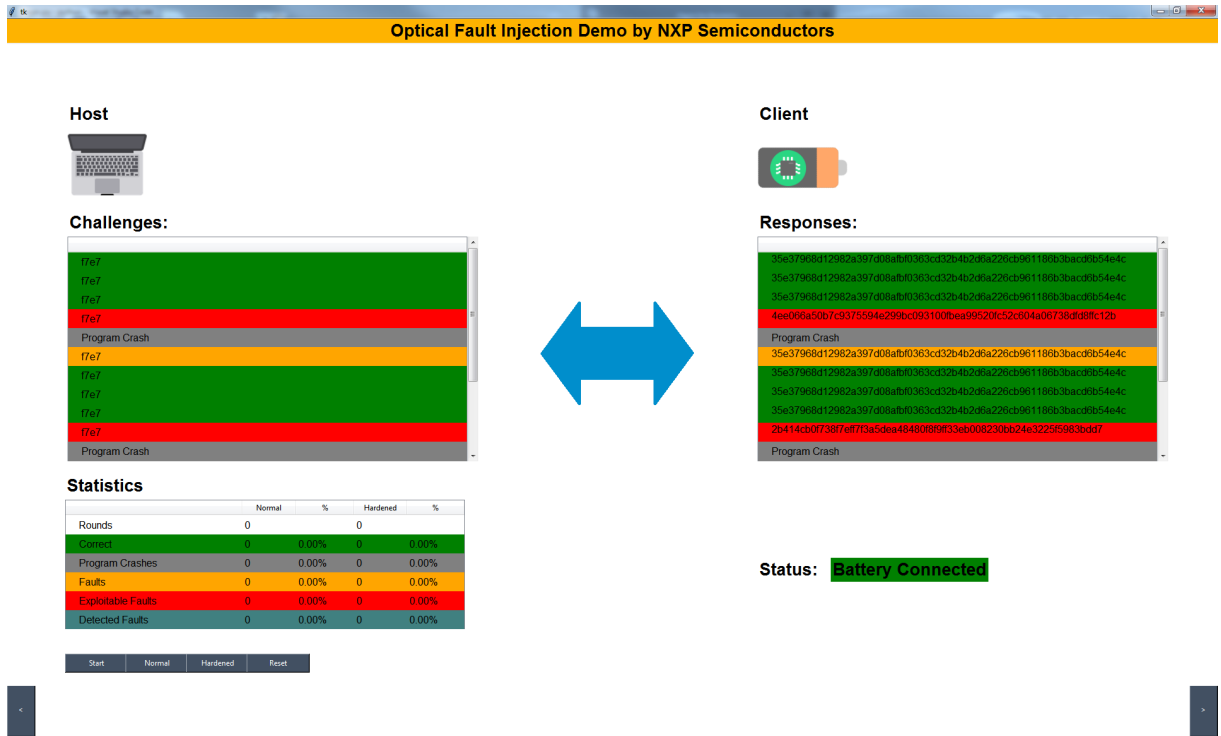 tk
Optical Fault Injection Demo by NXP Semiconductors
Host
Client
Challenges:
Responses:
f7e7
f7e7
f7e7
f7e7
Program Crash
f7e7
f7e7
f7e7
f7e7
f7e7
Program Crash
35e37968d12982a397d08afbf0363cd32b4b2d6a226cb961186b3bacd6b54e4c
35e37968d12982a397d08afbf0363cd32b4b2d6a226cb961186b3bacd6b54e4c
35e37968d12982a397d08afbf0363cd32b4b2d6a226cb961186b3bacd6b54e4c
4ee066a50b7c9375594e299bc093100fbea99520fc52c604a06738dfd8ffc12b
Program Crash
35e37968d12982a397d08afbf0363cd32b4b2d6a226cb961186b3bacd6b54e4c
35e37968d12982a397d08afbf0363cd32b4b2d6a226cb961186b3bacd6b54e4c
35e37968d12982a397d08afbf0363cd32b4b2d6a226cb961186b3bacd6b54e4c
35e37968d12982a397d08afbf0363cd32b4b2d6a226cb961186b3bacd6b54e4c
Program Crash
Statistics
Normal % Hardened %
Rounds 0 0
Correct 0 0.00% 0 0.00%
Program Crashes 0 0.00% 0 0.00%
Faults 0 0.00% 0 0.00%
Exploitable Faults 0 0.00% 0 0.00%
Detected Faults 0 0.00% 0 0.00%
Status: Battery Connected
Start Normal Hardened Reset
< >